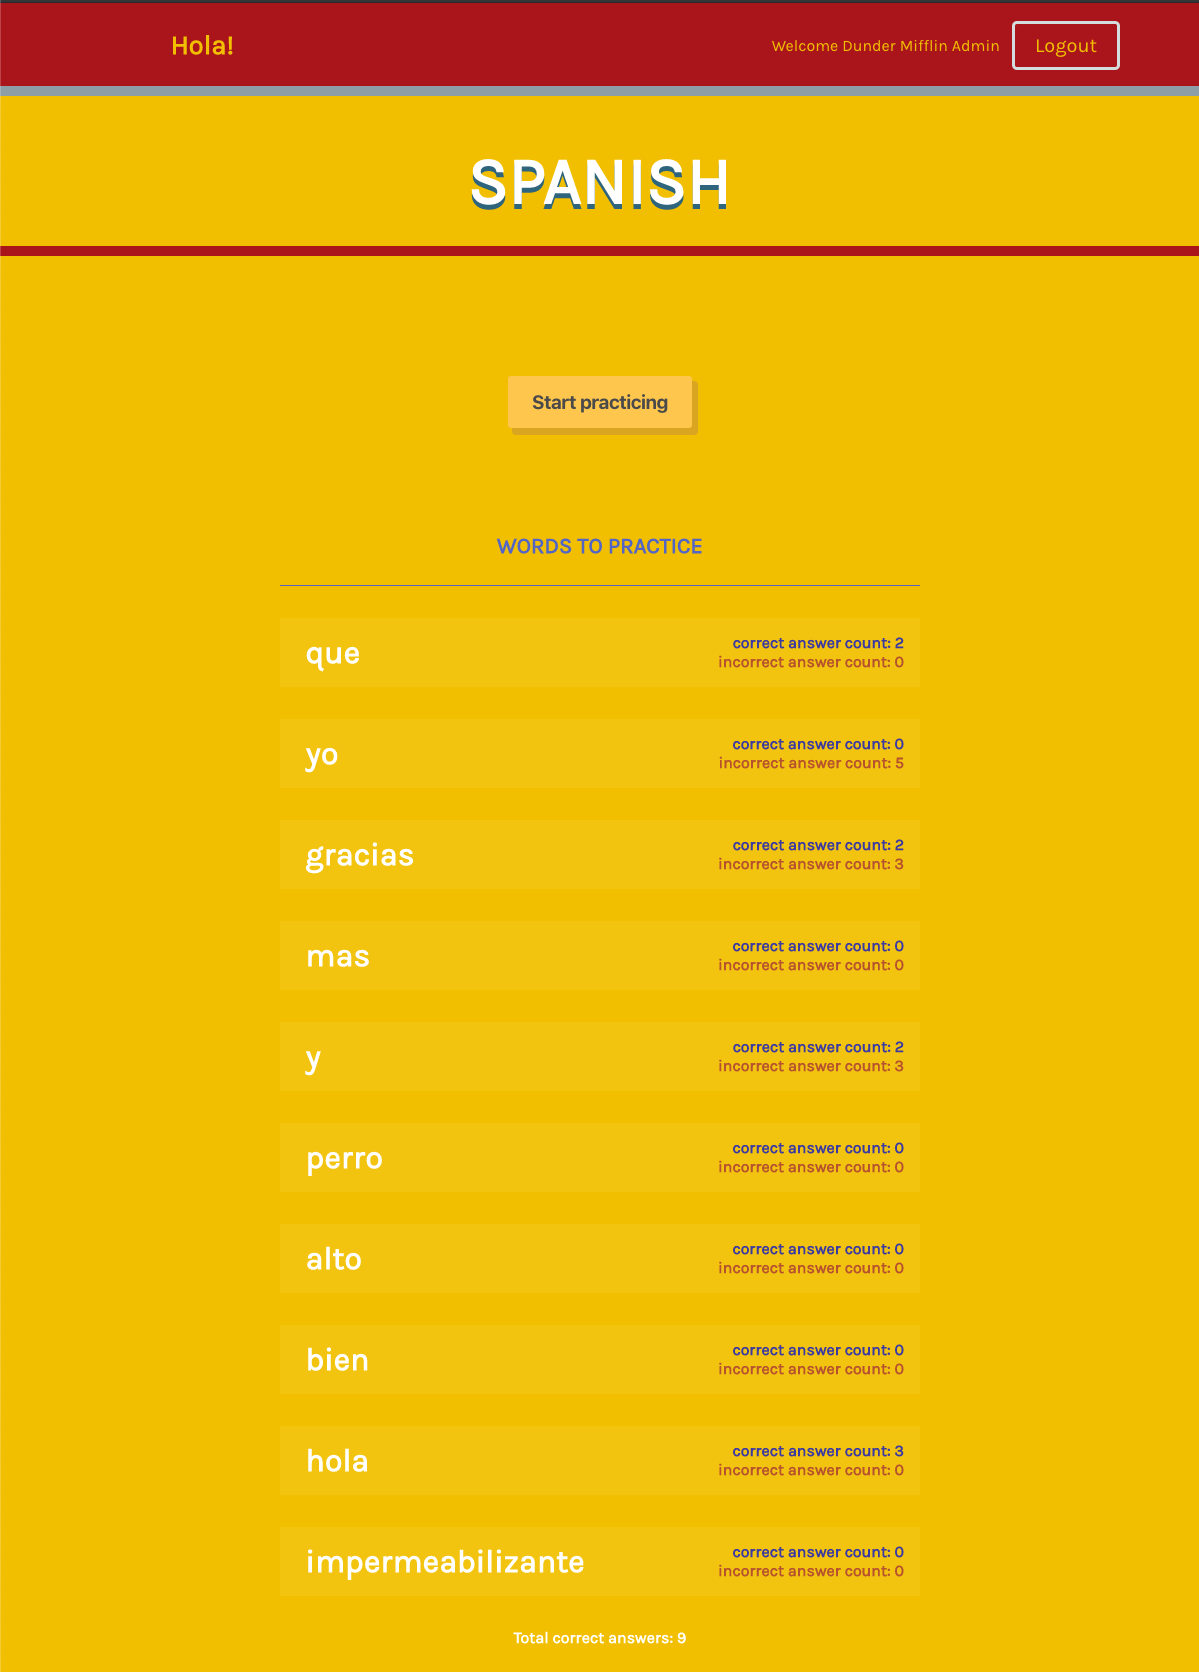 Hola!
Welcome Dunder Mifflin Admin
Logout
SPANISH
Start practicing
WORDS TO PRACTICE
que
correct answer count: 2
incorrect answer count: 0
yo
correct answer count: 0
incorrect answer count: 5
gracias
correct answer count: 2
incorrect answer count: 3
mas
correct answer count: 0
incorrect answer count: 0
y
correct answer count: 2
incorrect answer count: 3
perro
correct answer count: 0
incorrect answer count: 0
alto
correct answer count: 0
incorrect answer count: 0
bien
correct answer count: 0
incorrect answer count: 0
hola
correct answer count: 3
incorrect answer count: 0
impermeabilizante
correct answer count: 0
incorrect answer count: 0
Total correct answers: 9